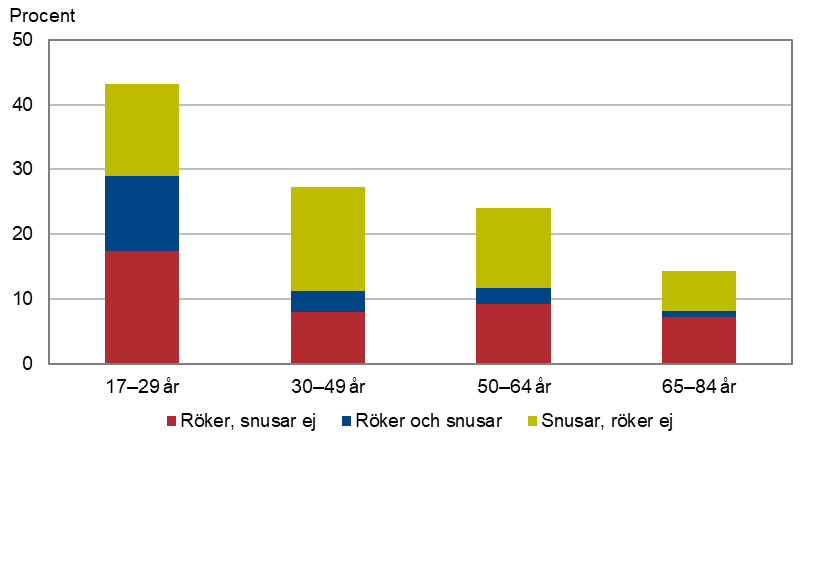 Procent
50
40
30
20
10
0
17–29 år 30–49 år 50–64 år 65–84 år
Röker, snusar ej Röker och snusar Snusar, röker ej